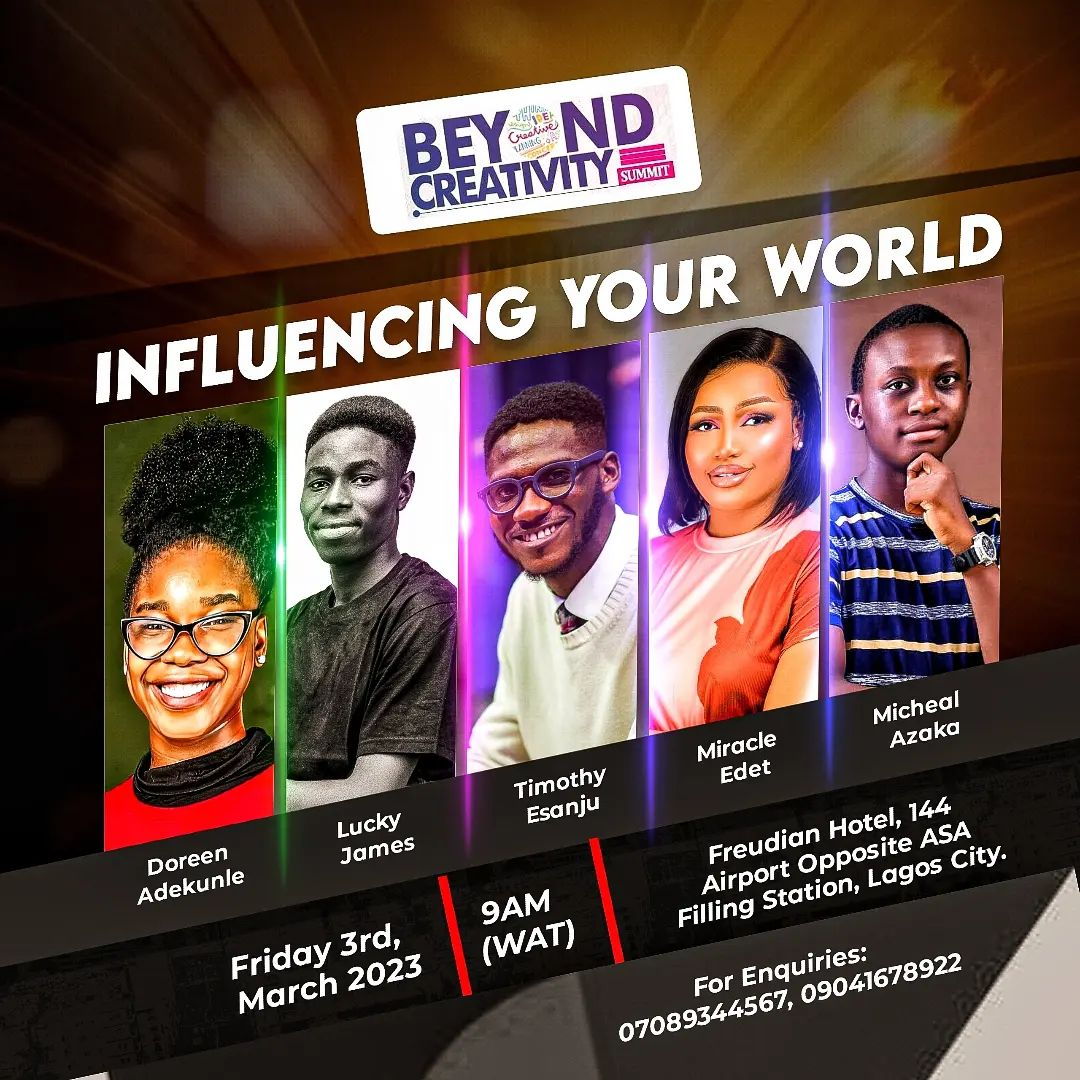 BEYOND
Creative
CREATIVITY
SUMMIT
INFLUENCING YOUR WORLD
Doreen
Adekunle
Lucky
James
Timothy
Esanju
Miracle
Edet
Micheal
Azaka
Friday 3rd,
March 2023
9AM
(WAT)
Freudian Hotel, 144
Airport Opposite ASA
Filling Station, Lagos City.
For Enquiries:
07089344567, 09041678922